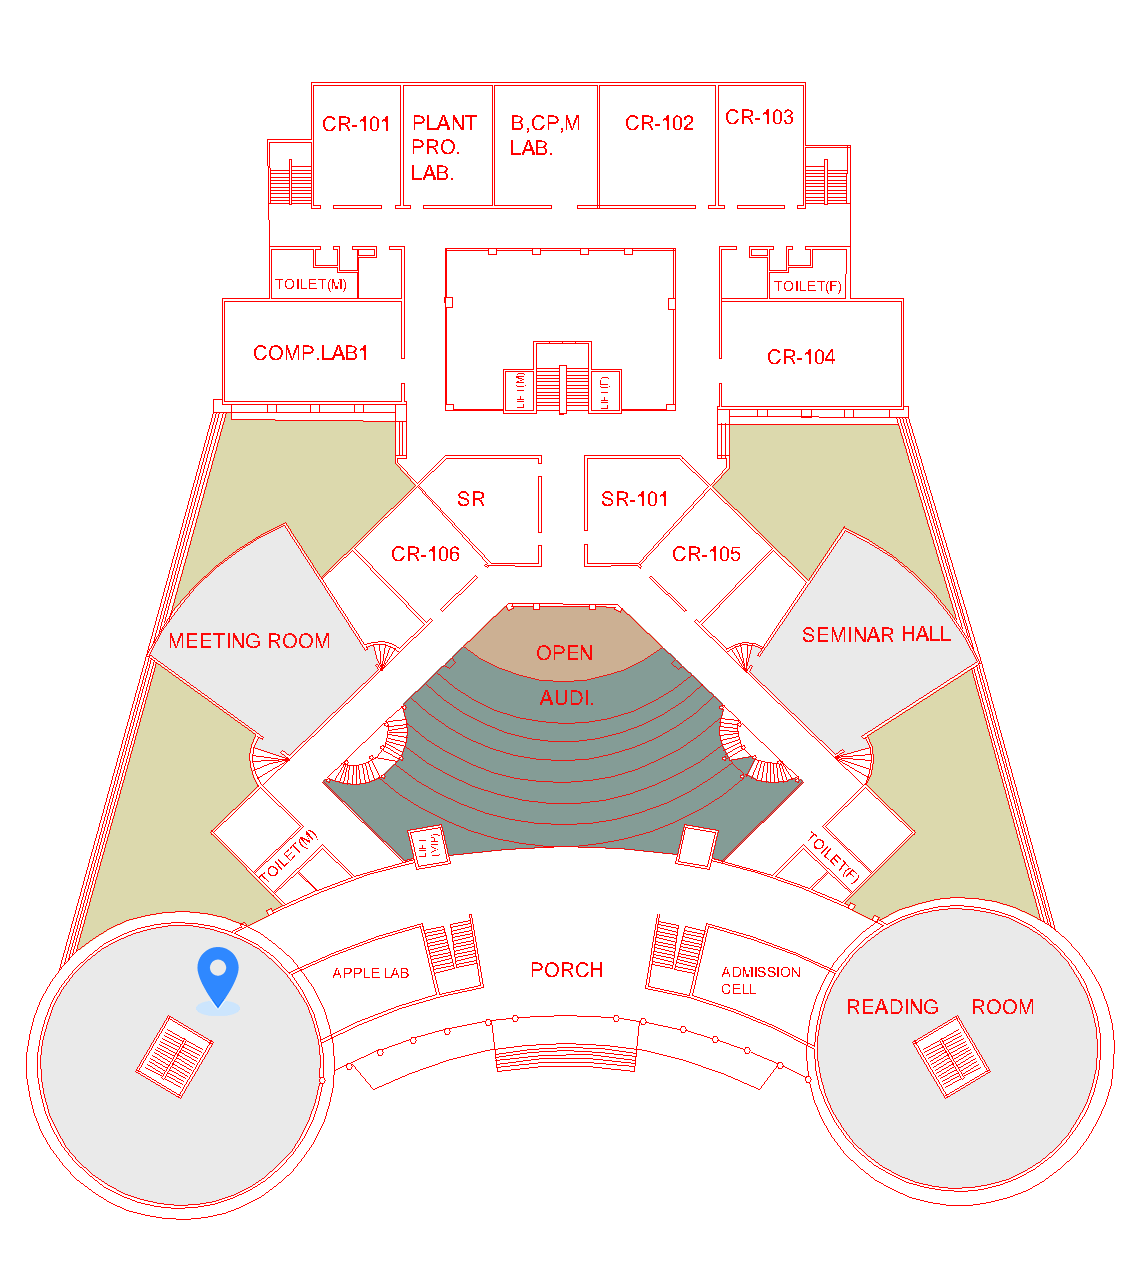 CR-101
PLANT
PRO.
LAB.
B,CP,M
LAB.
CR-102
CR-103
TOILET(M)
TOILET(F)
COMP.LAB1
CR-104
LIFT(M)
LIFT(F)
SR
SR-101
CR-106
CR-105
MEETING ROOM
SEMINAR HALL
OPEN
AUDI.
TOILET(M)
LIFT
(VIP)
TOILET(F)
APPLE LAB
PORCH
ADMISSION
CELL
READING ROOM